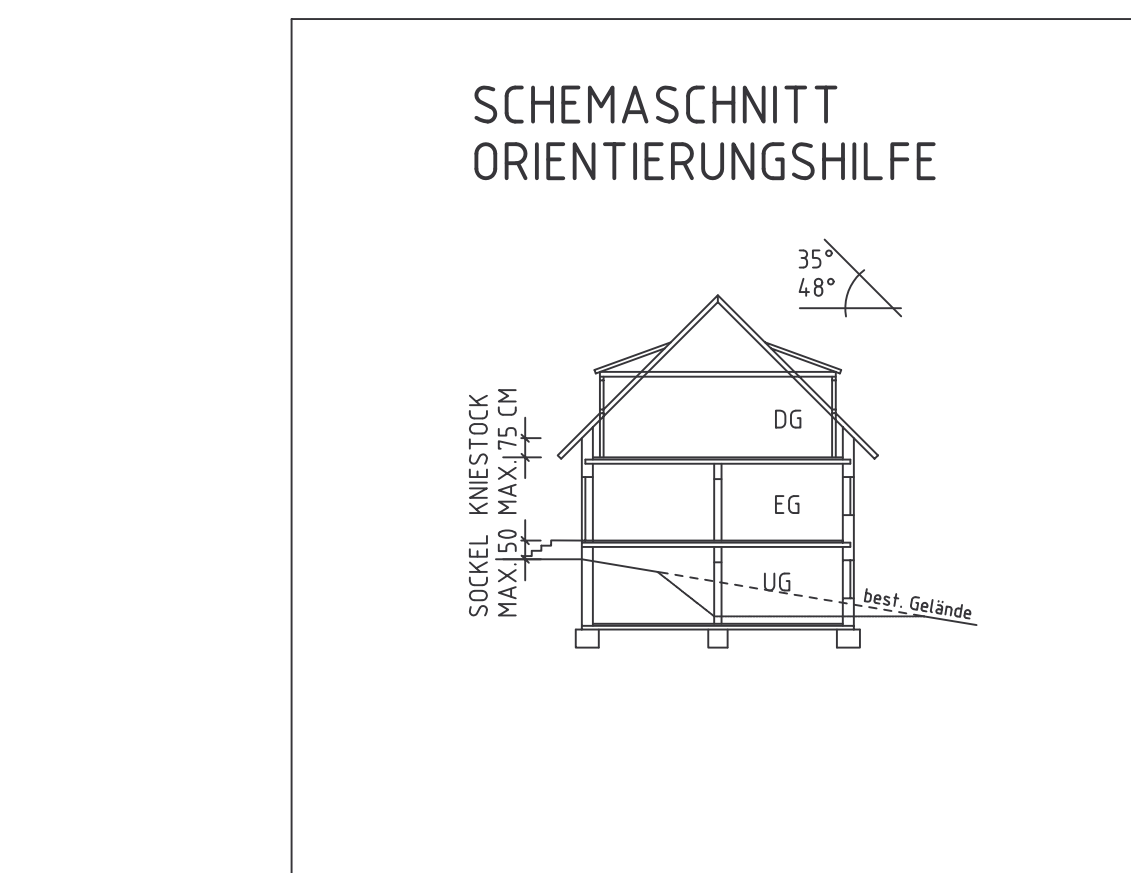 SCHEMASCHNITT
ORIENTIERUNGSHILFE
35°
48°
KNIESTOCK
MAX. 75 CM
DG
EG
SOCKEL
MAX. 50
UG
best. Gelände